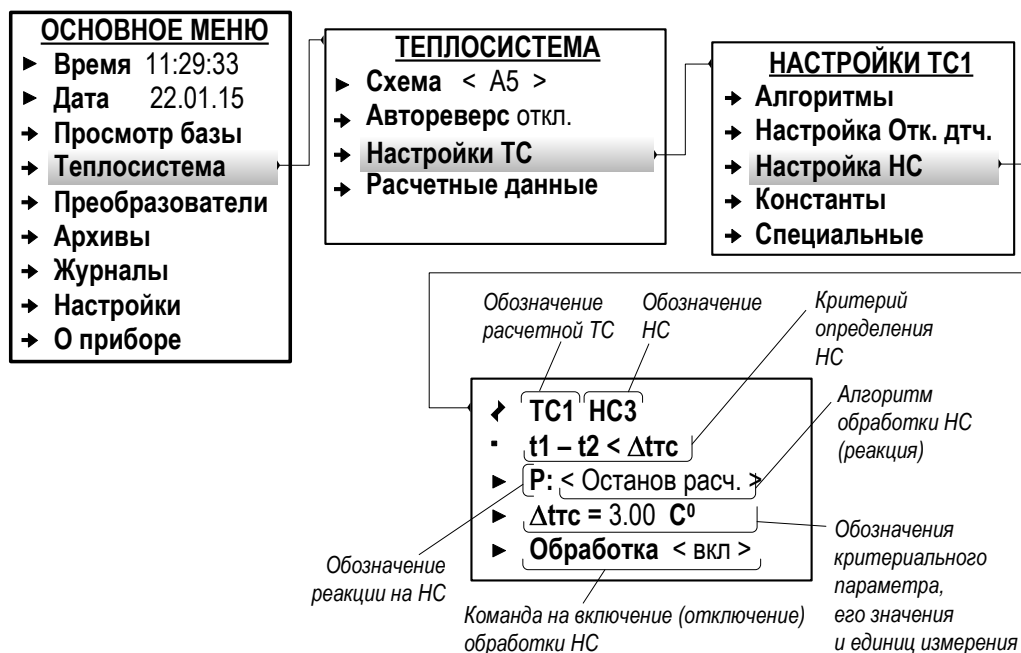 ОСНОВНОЕ МЕНЮ
Время 11:29:33
Дата 22.01.15
Просмотр базы
Теплосистема
Преобразователи
Архивы
Журналы
Настройки
О приборе
ТЕПЛОСИСТЕМА
Схема < А5 >
Автореверс откл.
Настройки ТС
Расчетные данные
НАСТРОЙКИ ТС1
Алгоритмы
Настройка Отк. дтч.
Настройка НС
Константы
Специальные
Обозначение
расчетной ТС
Обозначение
НС
Критерий
определения
НС
ТС1 НС3
t1 – t2 < ∆tтс
Р: < Останов расч. >
∆tтс = 3.00 С⁰
Обработка < вкл >
Алгоритм
обработки НС
(реакция)
Обозначение
реакции на НС
Команда на включение (отключение)
обработки НС
Обозначения
критериального
параметра,
его значения
и единиц измерения